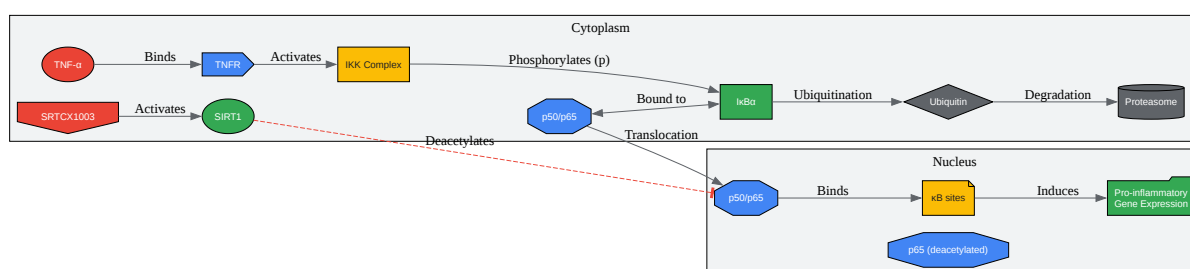 Cytoplasm
TNF-α
Binds
TNFR
Activates
IKK Complex
Phosphorylates (p)
SRTCX1003
Activates
SIRT1
p50/p65
Bound to
IκBα
Ubiquitination
Ubiquitin
Degradation
Proteasome
Deacetylates
Translocation
Nucleus
p50/p65
Binds
κB sites
Induces
Pro-inflammatory
Gene Expression
p65 (deacetylated)